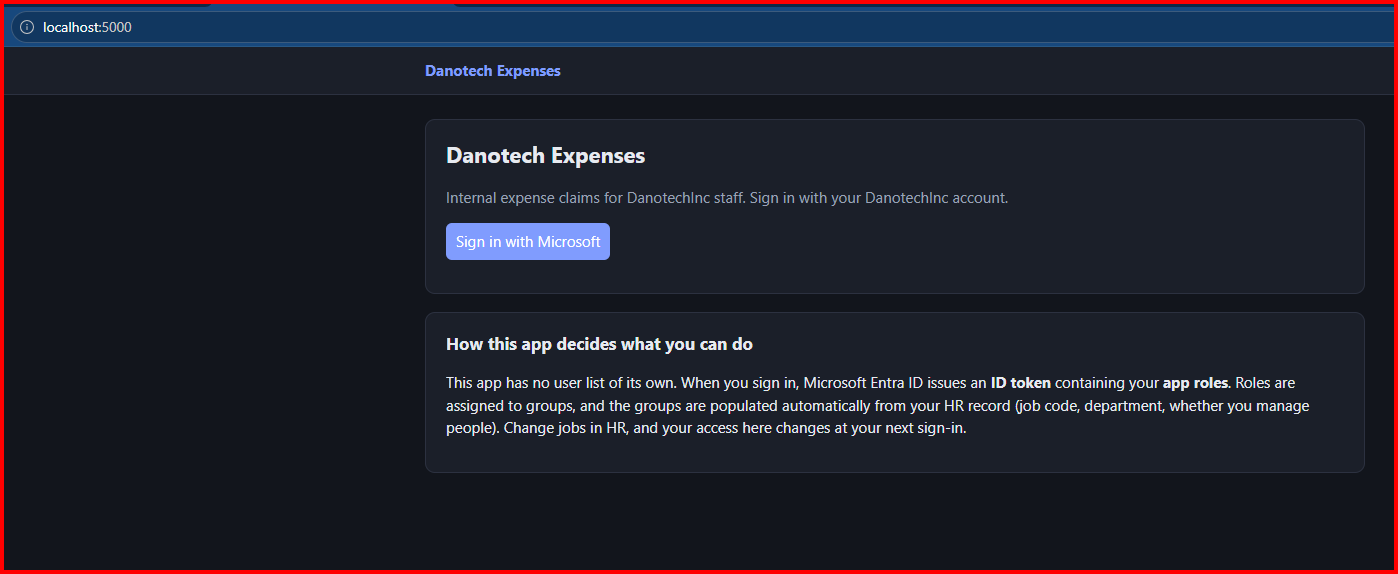 localhost:5000
Danotech Expenses
Danotech Expenses
Internal expense claims for DanotechInc staff. Sign in with your DanotechInc account.
Sign in with Microsoft
How this app decides what you can do
This app has no user list of its own. When you sign in, Microsoft Entra ID issues an ID token containing your app roles. Roles are
assigned to groups, and the groups are populated automatically from your HR record (job code, department, whether you manage
people). Change jobs in HR, and your access here changes at your next sign-in.